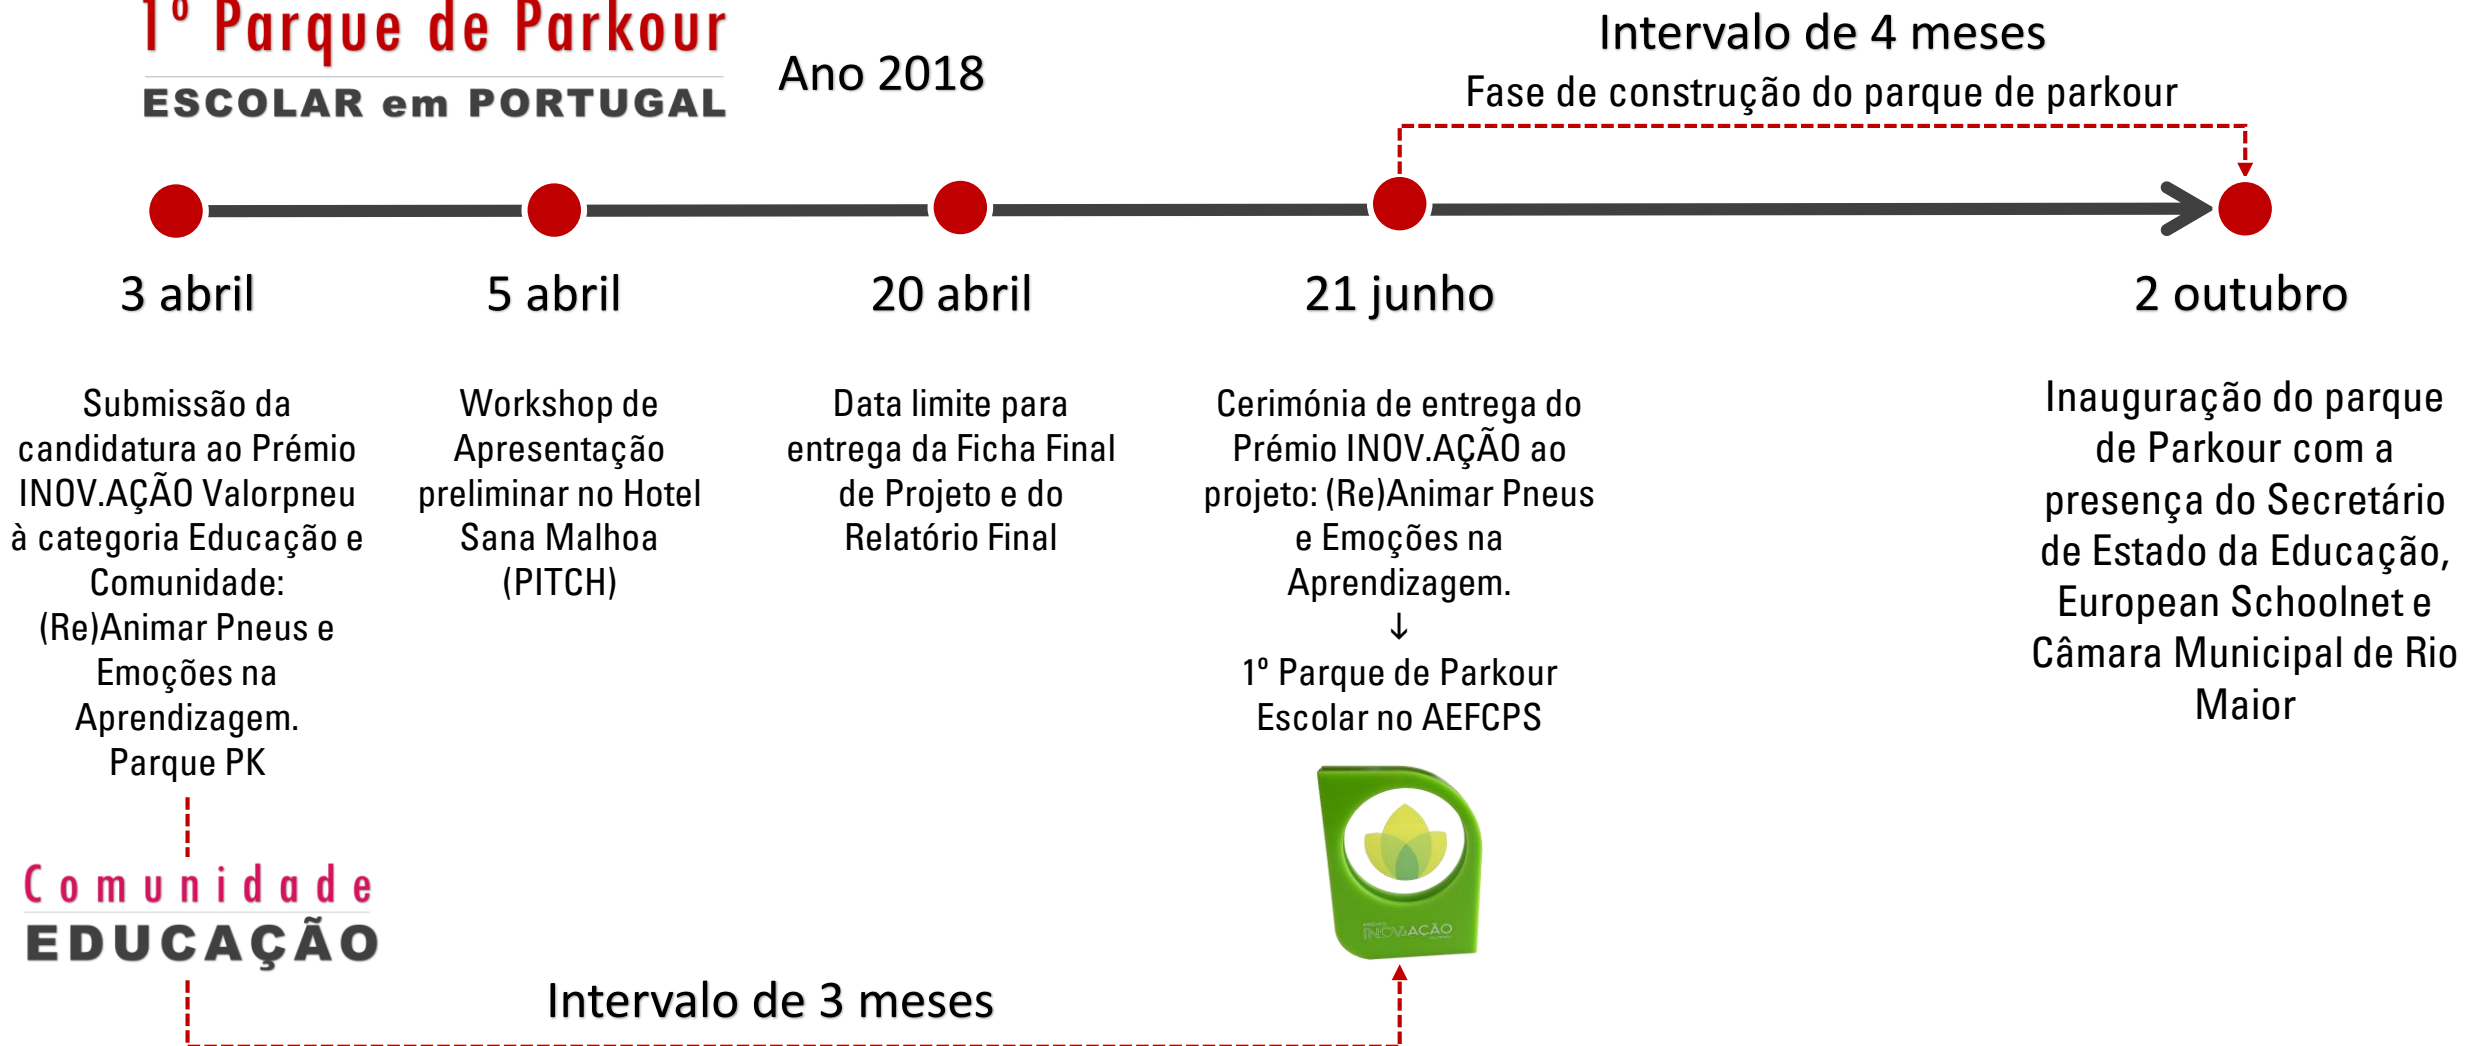 1º Parque de Parkour
ESCOLAR em PORTUGAL
Ano 2018
Intervalo de 4 meses
Fase de construção do parque de parkour
3 abril
5 abril
20 abril
21 junho
2 outubro
Submissão da
candidatura ao Prémio
INOV.AÇÃO Valorpneu
à categoria Educação e
Comunidade:
(Re)Animar Pneus e
Emoções na
Aprendizagem.
Parque PK
Workshop de
Apresentação
preliminar no Hotel
Sana Malhoa
(PITCH)
Data limite para
entrega da Ficha Final
de Projeto e do
Relatório Final
Cerimónia de entrega do
Prémio INOV.AÇÃO ao
projeto: (Re)Animar Pneus
e Emoções na
Aprendizagem.
↓
1º Parque de Parkour
Escolar no AEFCPS
Inauguração do parque
de Parkour com a
presença do Secretário
de Estado da Educação,
European Schoolnet e
Câmara Municipal de Rio
Maior
Comunidade
EDUCAÇÃO
INOV.AÇÃO
Intervalo de 3 meses